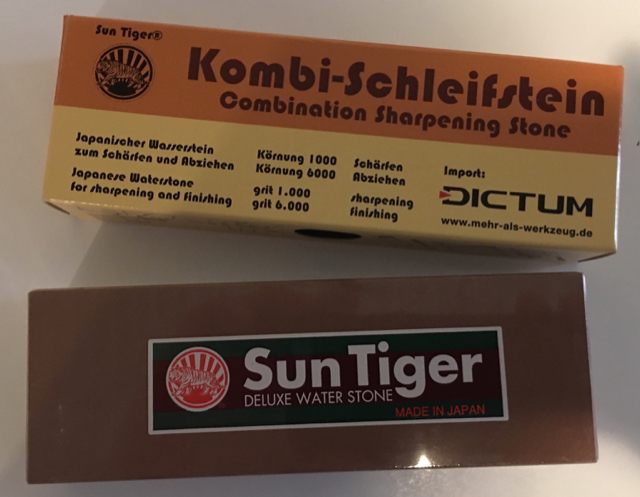 Sun Tiger®
Kombi-Schleifstein
Combination Sharpening Stone
Japanischer Wasserstein
zum Schärfen und Abziehen
Japanese Waterstone
for sharpening and finishing
Körnung 1000 Schärfen
Körnung 6000 Abziehen
grit 1.000 sharpening
grit 6.000 finishing
Import:
DICTUM
www.mehr-als-werkzeug.de
Sun Tiger
DELUXE WATER STONE
MADE IN JAPAN